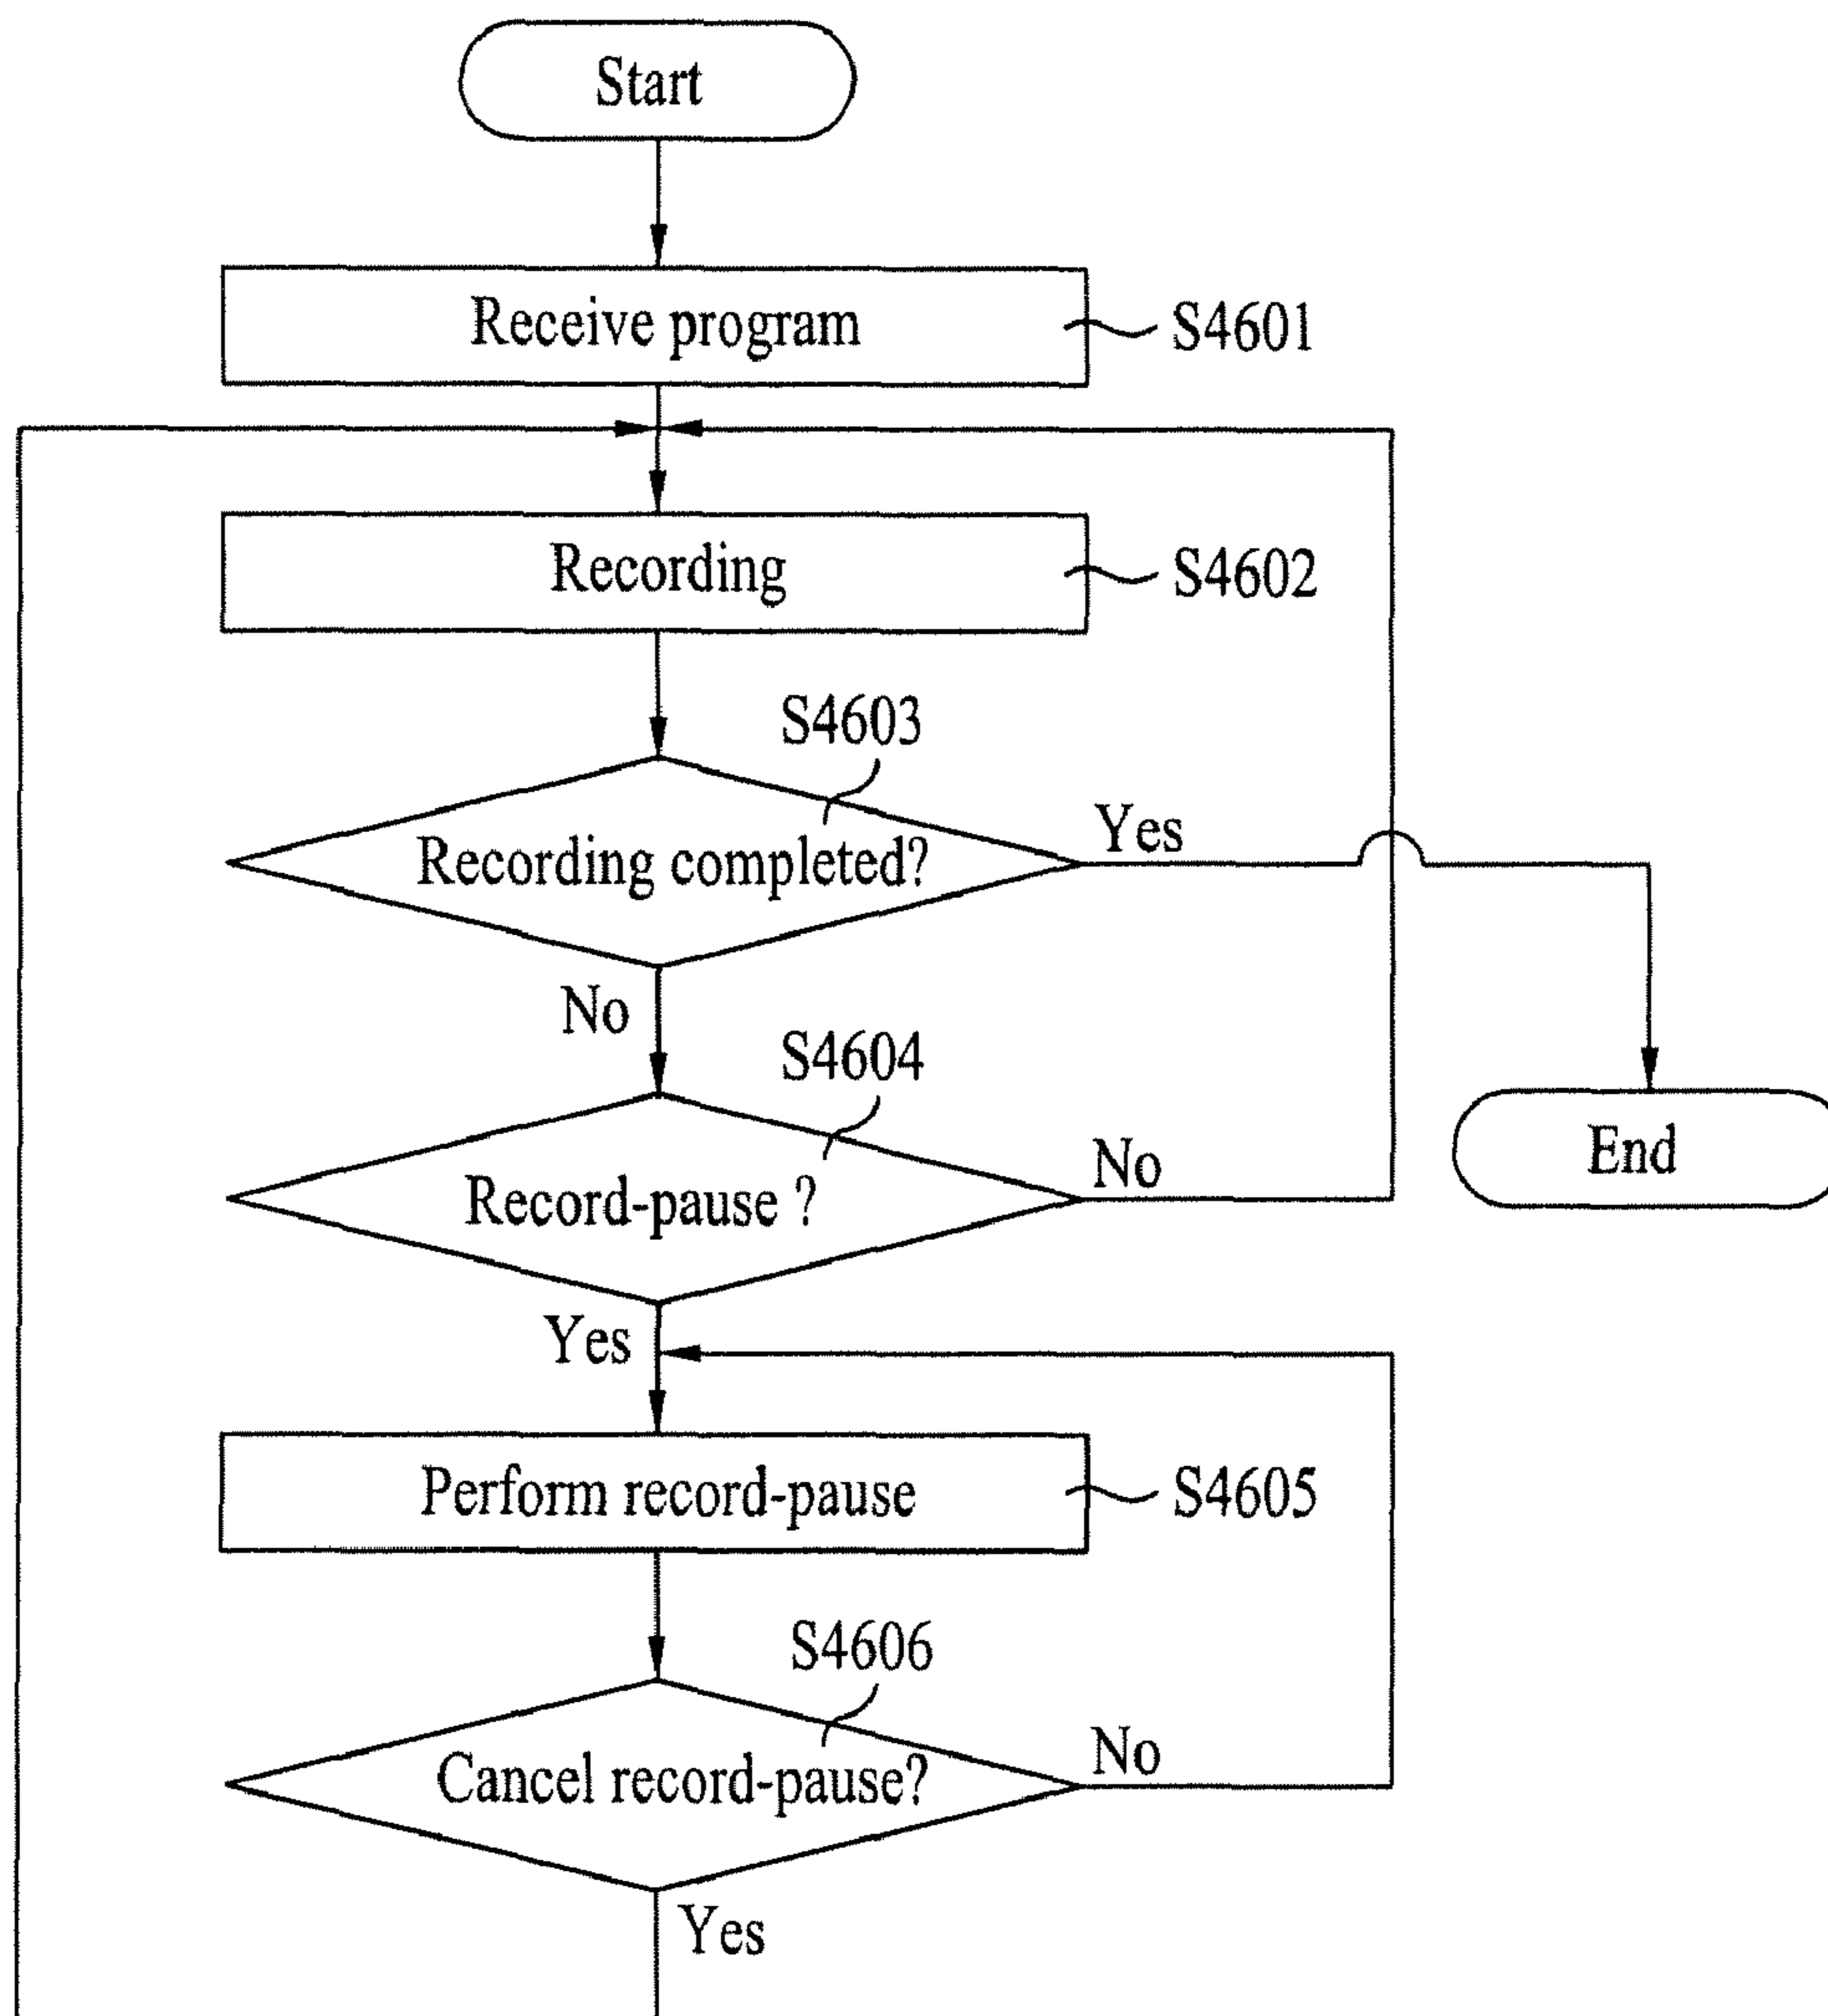 Start
Receive program
S4601
Recording
S4602
S4603
Recording completed?
Yes
No
S4604
Record-pause ?
No
End
Yes
Perform record-pause
S4605
S4606
Cancel record-pause?
No
Yes